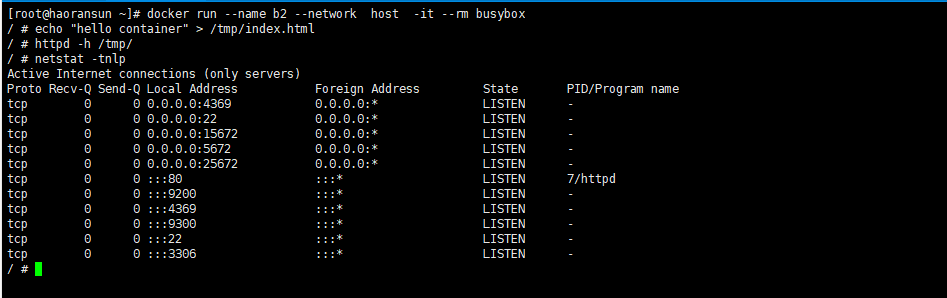 [root@haoransun ~]# docker run --name b2 --network  host  -it --rm busybox
/ # echo "hello container" > /tmp/index.html
/ # httpd -h /tmp/
/ # netstat -tnlp
Active Internet connections (only servers)
Proto Recv-Q Send-Q Local Address           Foreign Address         State       PID/Program name
tcp        0      0 0.0.0.0:4369            0.0.0.0:*               LISTEN      -
tcp        0      0 0.0.0.0:22              0.0.0.0:*               LISTEN      -
tcp        0      0 0.0.0.0:15672           0.0.0.0:*               LISTEN      -
tcp        0      0 0.0.0.0:5672            0.0.0.0:*               LISTEN      -
tcp        0      0 0.0.0.0:25672           0.0.0.0:*               LISTEN      -
tcp        0      0 :::80                   :::*                    LISTEN      7/httpd
tcp        0      0 :::9200                 :::*                    LISTEN      -
tcp        0      0 :::4369                 :::*                    LISTEN      -
tcp        0      0 :::9300                 :::*                    LISTEN      -
tcp        0      0 :::22                   :::*                    LISTEN      -
tcp        0      0 :::3306                 :::*                    LISTEN      -
/ #